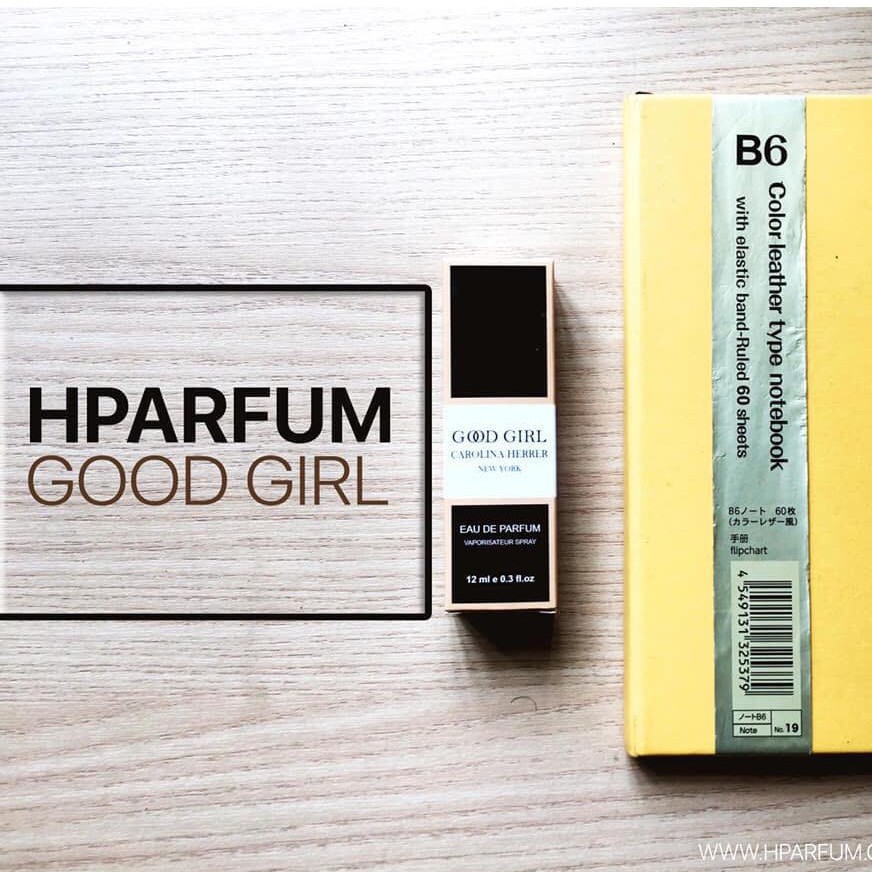 HPARFUM
GOOD GIRL
GOOD GIRL
CAROLINA HERRER
NEW YORK
EAU DE PARFUM
VAPORISATEUR SPRAY
12 ml e 0.3 fl.oz
B6
Color leather type notebook
with elastic band-Ruled 60 sheets
B6ノート 60枚
(カラーレザー風)
手册
flipchart
4 549131 325379
ノートB6
Note No. 19
WWW.HPARFUM.